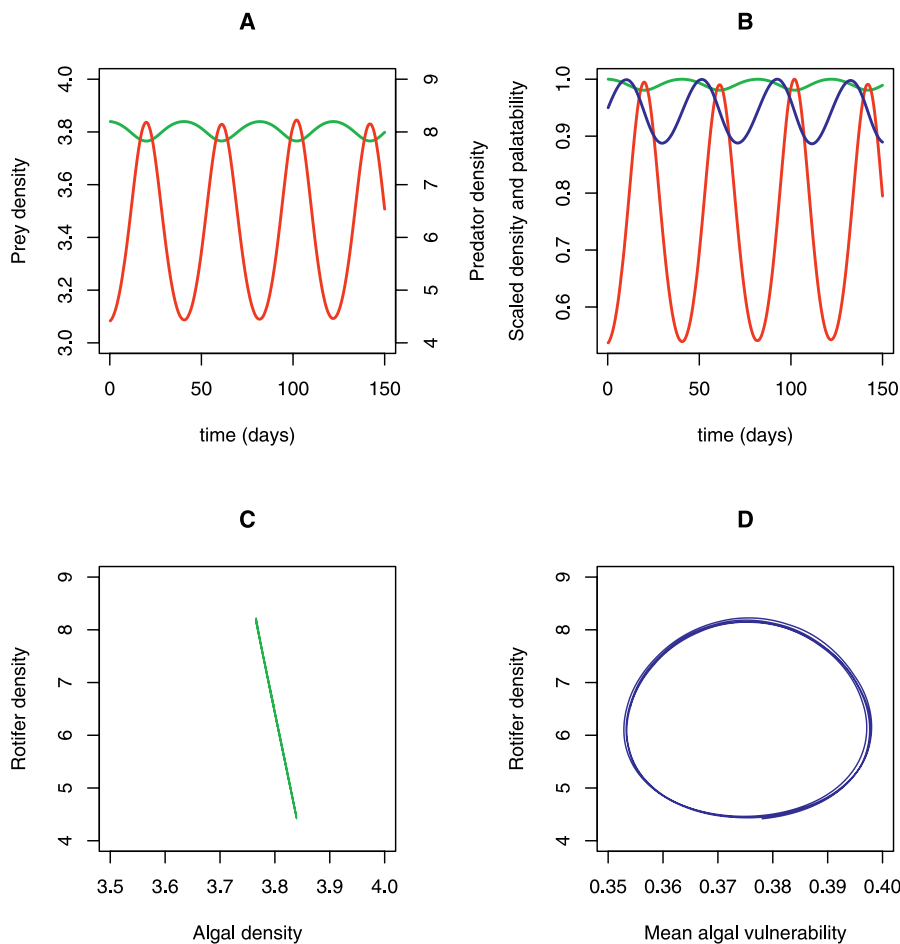 A
Prey density
3.0 3.2 3.4 3.6 3.8 4.0
4 5 6 7 8 9
Predator density
0 50 100 150
time (days)
B
Scaled density and palatability
0.6 0.7 0.8 0.9 1.0
0 50 100 150
time (days)
C
Rotifer density
4 5 6 7 8 9
3.5 3.6 3.7 3.8 3.9 4.0
Algal density
D
Rotifer density
4 5 6 7 8 9
0.35 0.36 0.37 0.38 0.39 0.40
Mean algal vulnerability